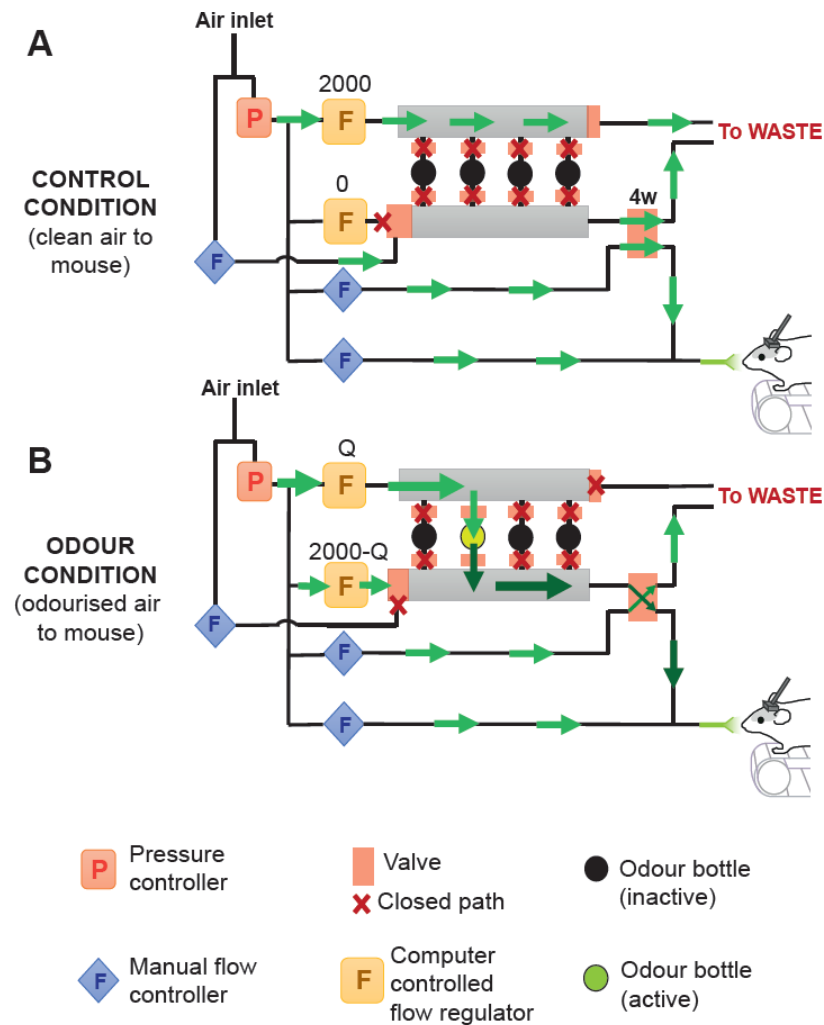 A
Air inlet
2000
P
F
To WASTE
CONTROL
CONDITION
(clean air to
mouse)
0
F
4w
F
F
F
B
Air inlet
Q
P
F
To WASTE
ODOUR
CONDITION
(odourised air
to mouse)
2000-Q
F
F
F
F
P
Pressure
controller
Valve
Closed path
Odour bottle
(inactive)
F
Manual flow
controller
F
Computer
controlled
flow regulator
Odour bottle
(active)